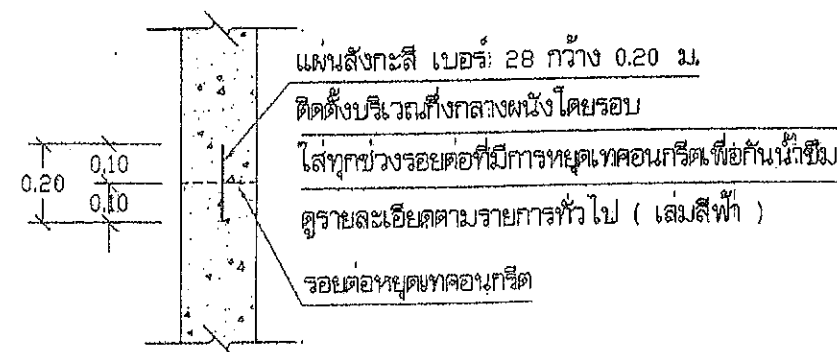 แผ่นสังกะสี เบอร์ 28 กว้าง 0.20 ม.
ติดตั้งบริเวณกึ่งกลางผนังโดยรอบ
ใส่ทุกช่วงรอยต่อที่มีการหยุดเทคอนกรีตเพื่อกันน้ำซึม
ดูรายละเอียดตามรายการทั่วไป ( เล่มสีฟ้า )
รอยต่อหยุดเทคอนกรีต
0.10
0.20
0.10